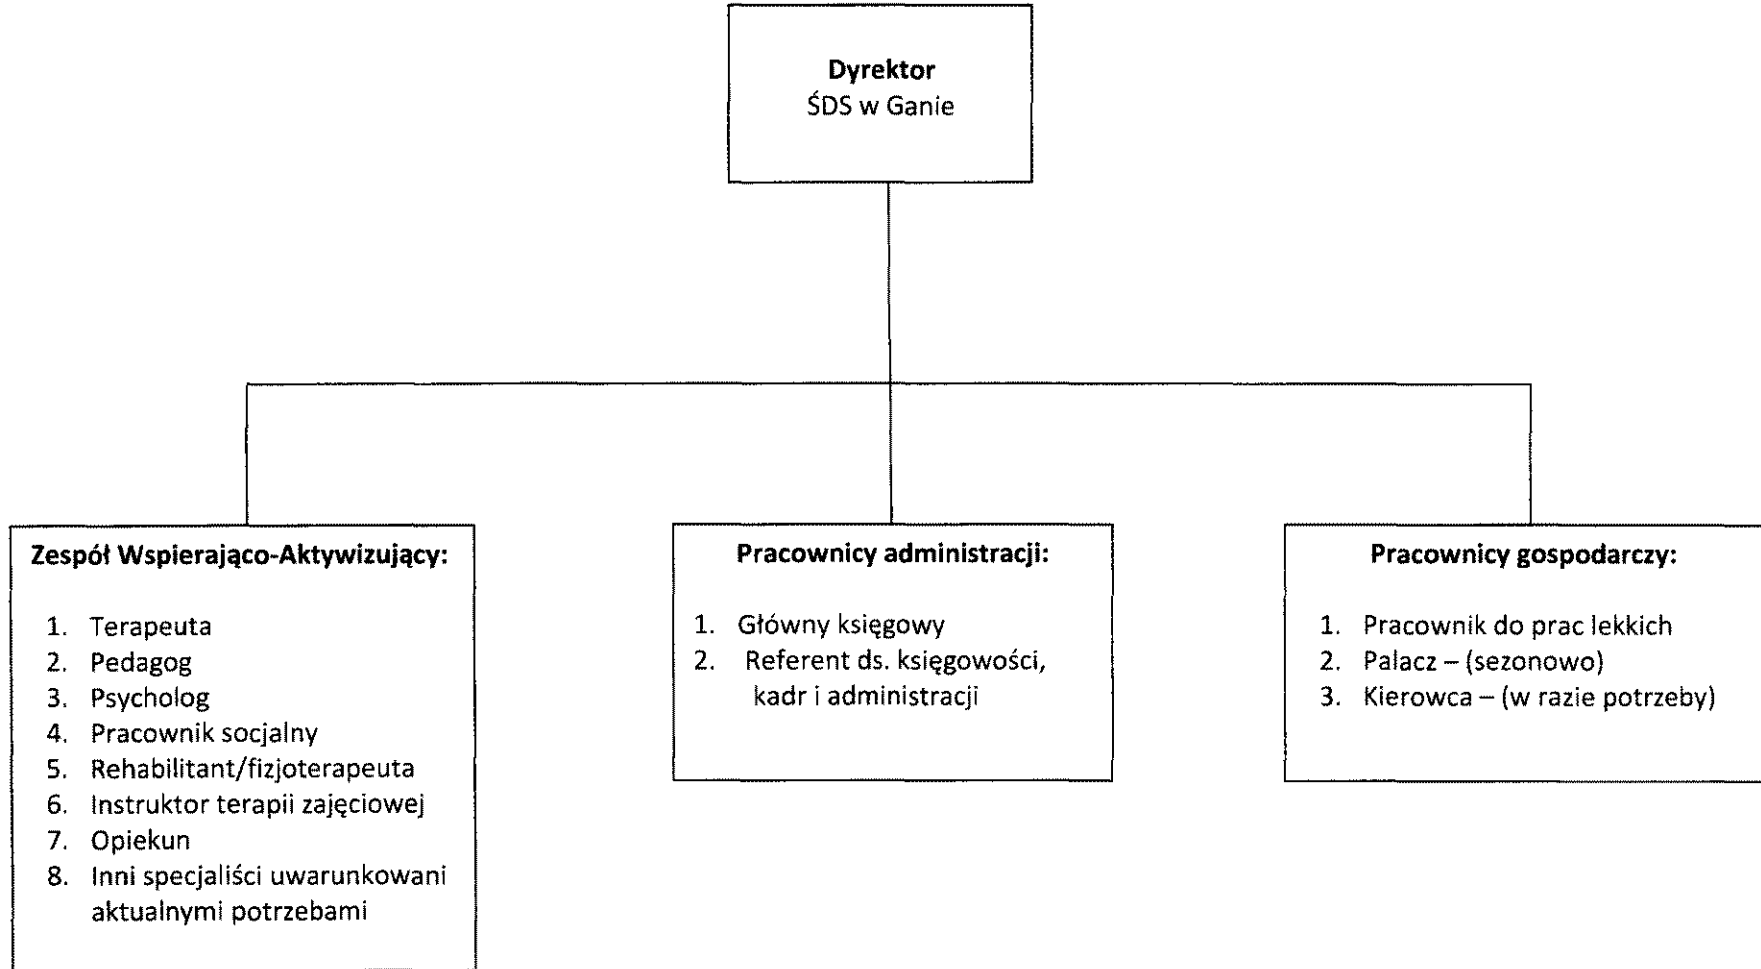 Dyrektor
ŚDS w Ganie
Zespół Wspierająco-Aktywizujący:
1. Terapeuta
2. Pedagog
3. Psycholog
4. Pracownik socjalny
5. Rehabilitant/fizjoterapeuta
6. Instruktor terapii zajęciowej
7. Opiekun
8. Inni specjaliści uwarunkowani
aktualnymi potrzebami
Pracownicy administracji:
1. Główny księgowy
2. Referent ds. księgowości,
kadr i administracji
Pracownicy gospodarczy:
1. Pracownik do prac lekkich
2. Palacz – (sezonowo)
3. Kierowca – (w razie potrzeby)